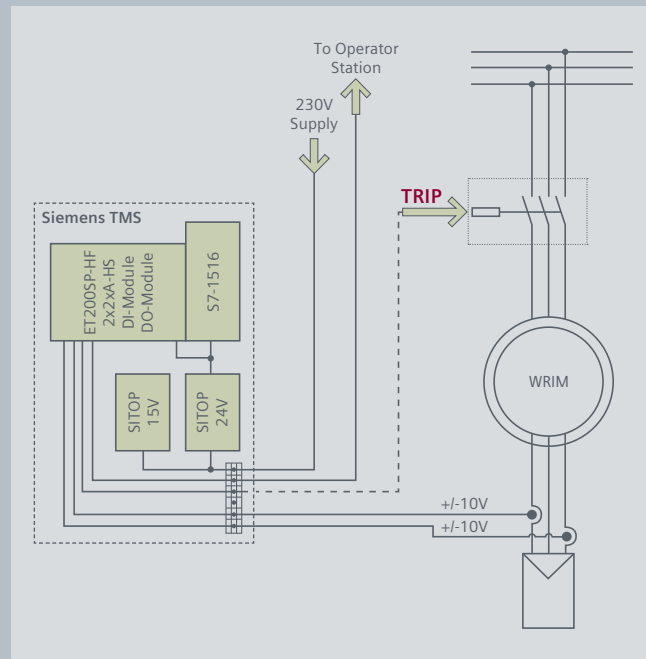 To Operator
Station
230V
Supply
TRIP
Siemens TMS
ET200SP-HF
2x2xA-HS
DI-Module
DO-Module
S7-1516
SITOP
15V
SITOP
24V
WRIM
+/-10V
+/-10V